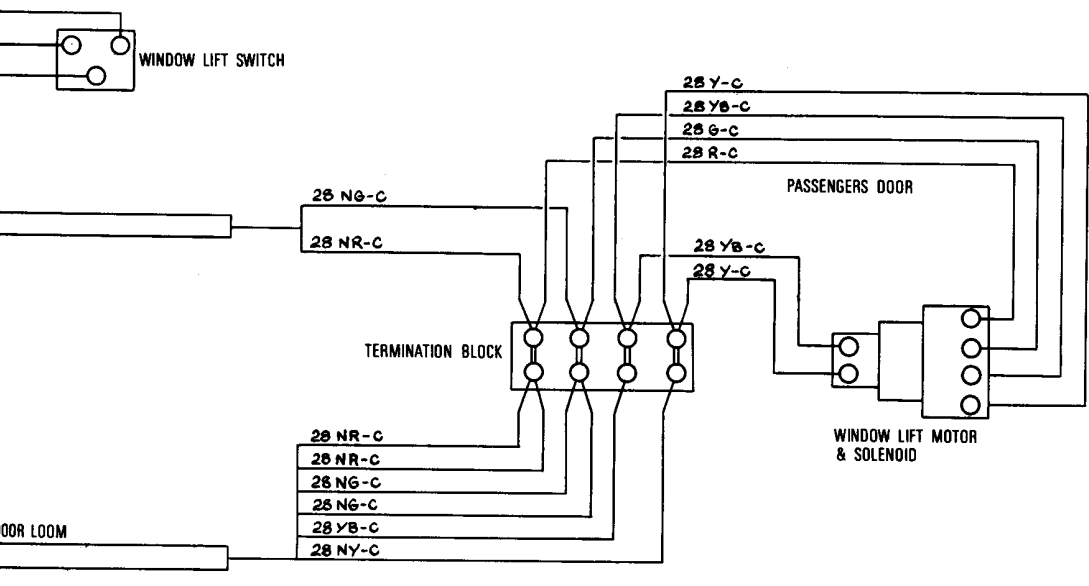 WINDOW LIFT SWITCH
28 Y-C
28 YB-C
28 G-C
28 R-C
PASSENGERS DOOR
28 NG-C
28 NR-C
28 YB-C
28 Y-C
TERMINATION BLOCK
WINDOW LIFT MOTOR
& SOLENOID
28 NR-C
28 NR-C
28 NG-C
28 NG-C
28 YB-C
28 NY-C
OOR LOOM